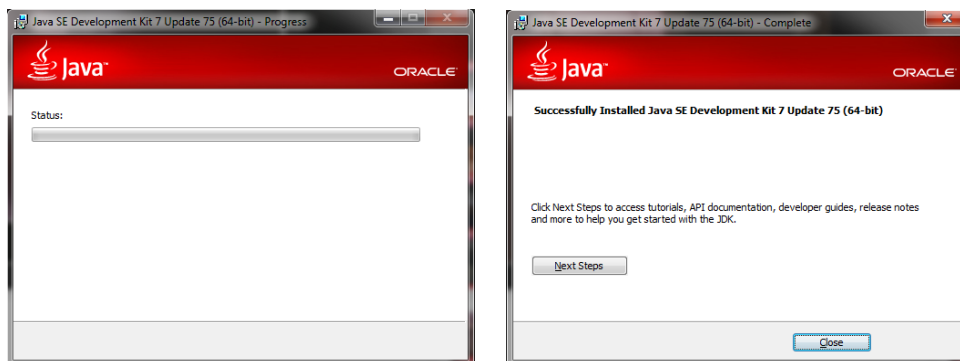 Java SE Development Kit 7 Update 75 (64-bit) - Progress
Java™
ORACLE
Status:
Java SE Development Kit 7 Update 75 (64-bit) - Complete
Java™
ORACLE
Successfully Installed Java SE Development Kit 7 Update 75 (64-bit)
Click Next Steps to access tutorials, API documentation, developer guides, release notes
and more to help you get started with the JDK.
Next Steps
Close